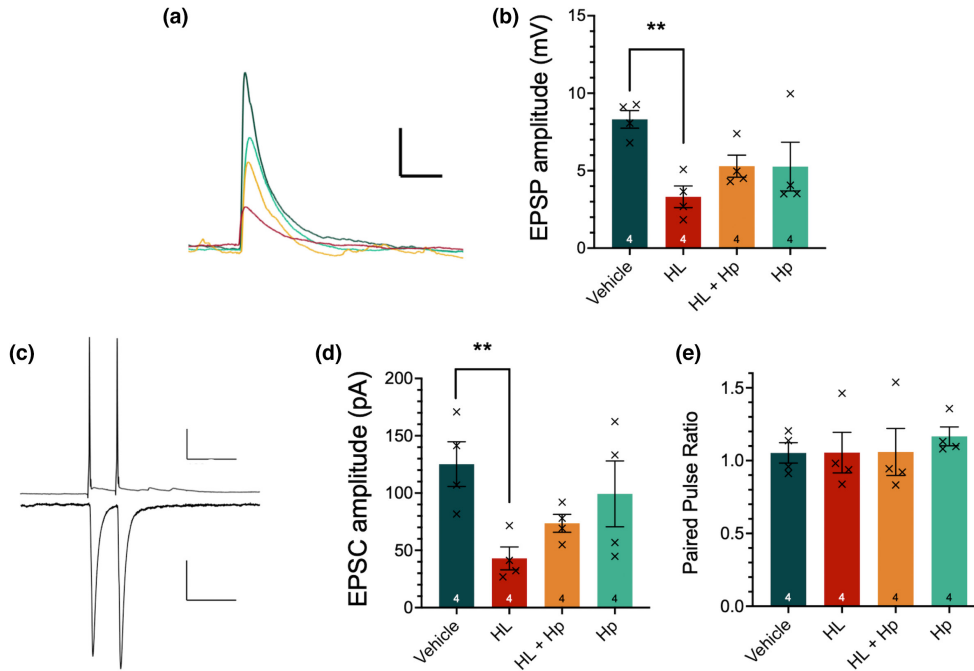 (a)
(b)
EPSP amplitude (mV)
15
10
5
0
**
4
4
4
4
Vehicle
HL
HL + Hp
Hp
(c)
(d)
EPSC amplitude (pA)
200
150
100
50
0
**
4
4
4
4
Vehicle
HL
HL + Hp
Hp
(e)
Paired Pulse Ratio
1.5
1.0
0.5
0.0
4
4
4
4
Vehicle
HL
HL + Hp
Hp